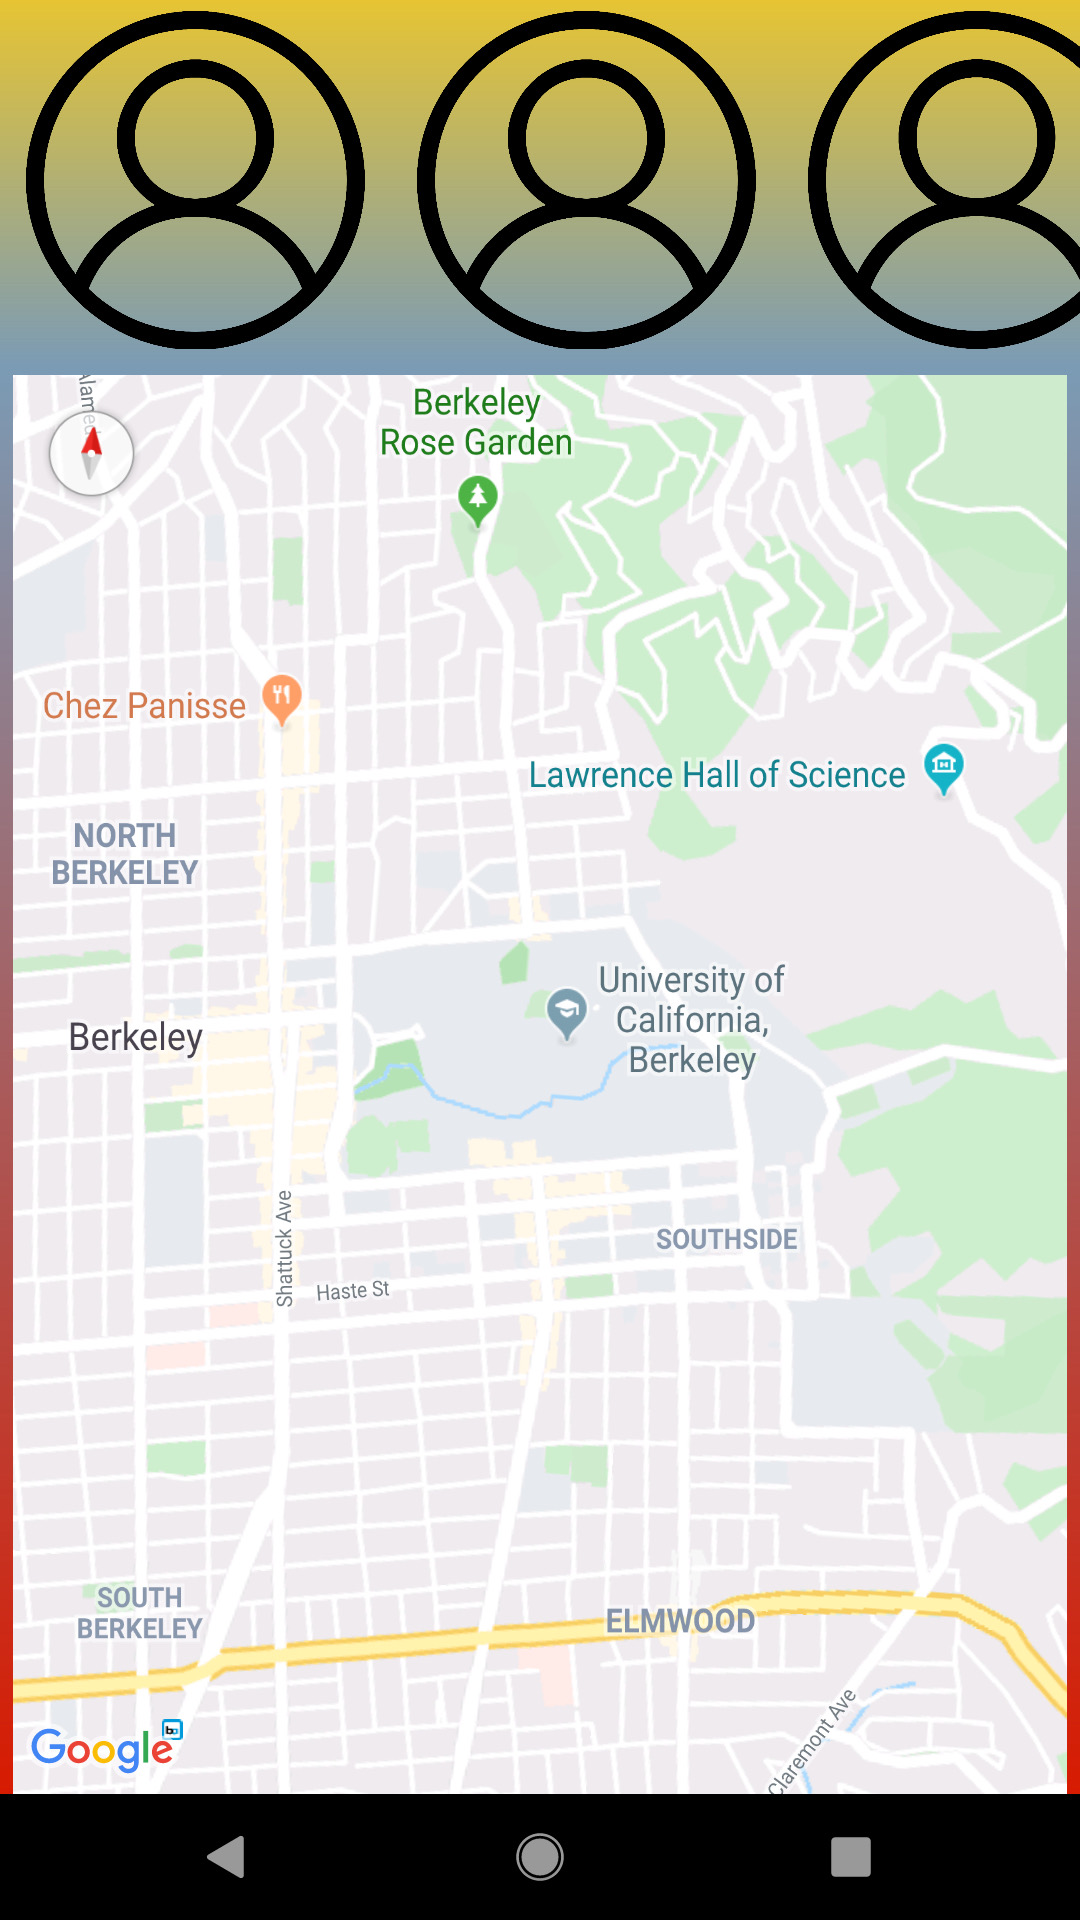 Berkeley
Rose Garden
Chez Panisse
Lawrence Hall of Science
NORTH
BERKELEY
University of
California,
Berkeley
Berkeley
Shattuck Ave
SOUTHSIDE
Haste St
SOUTH
BERKELEY
ELMWOOD
Claremont Ave
Google